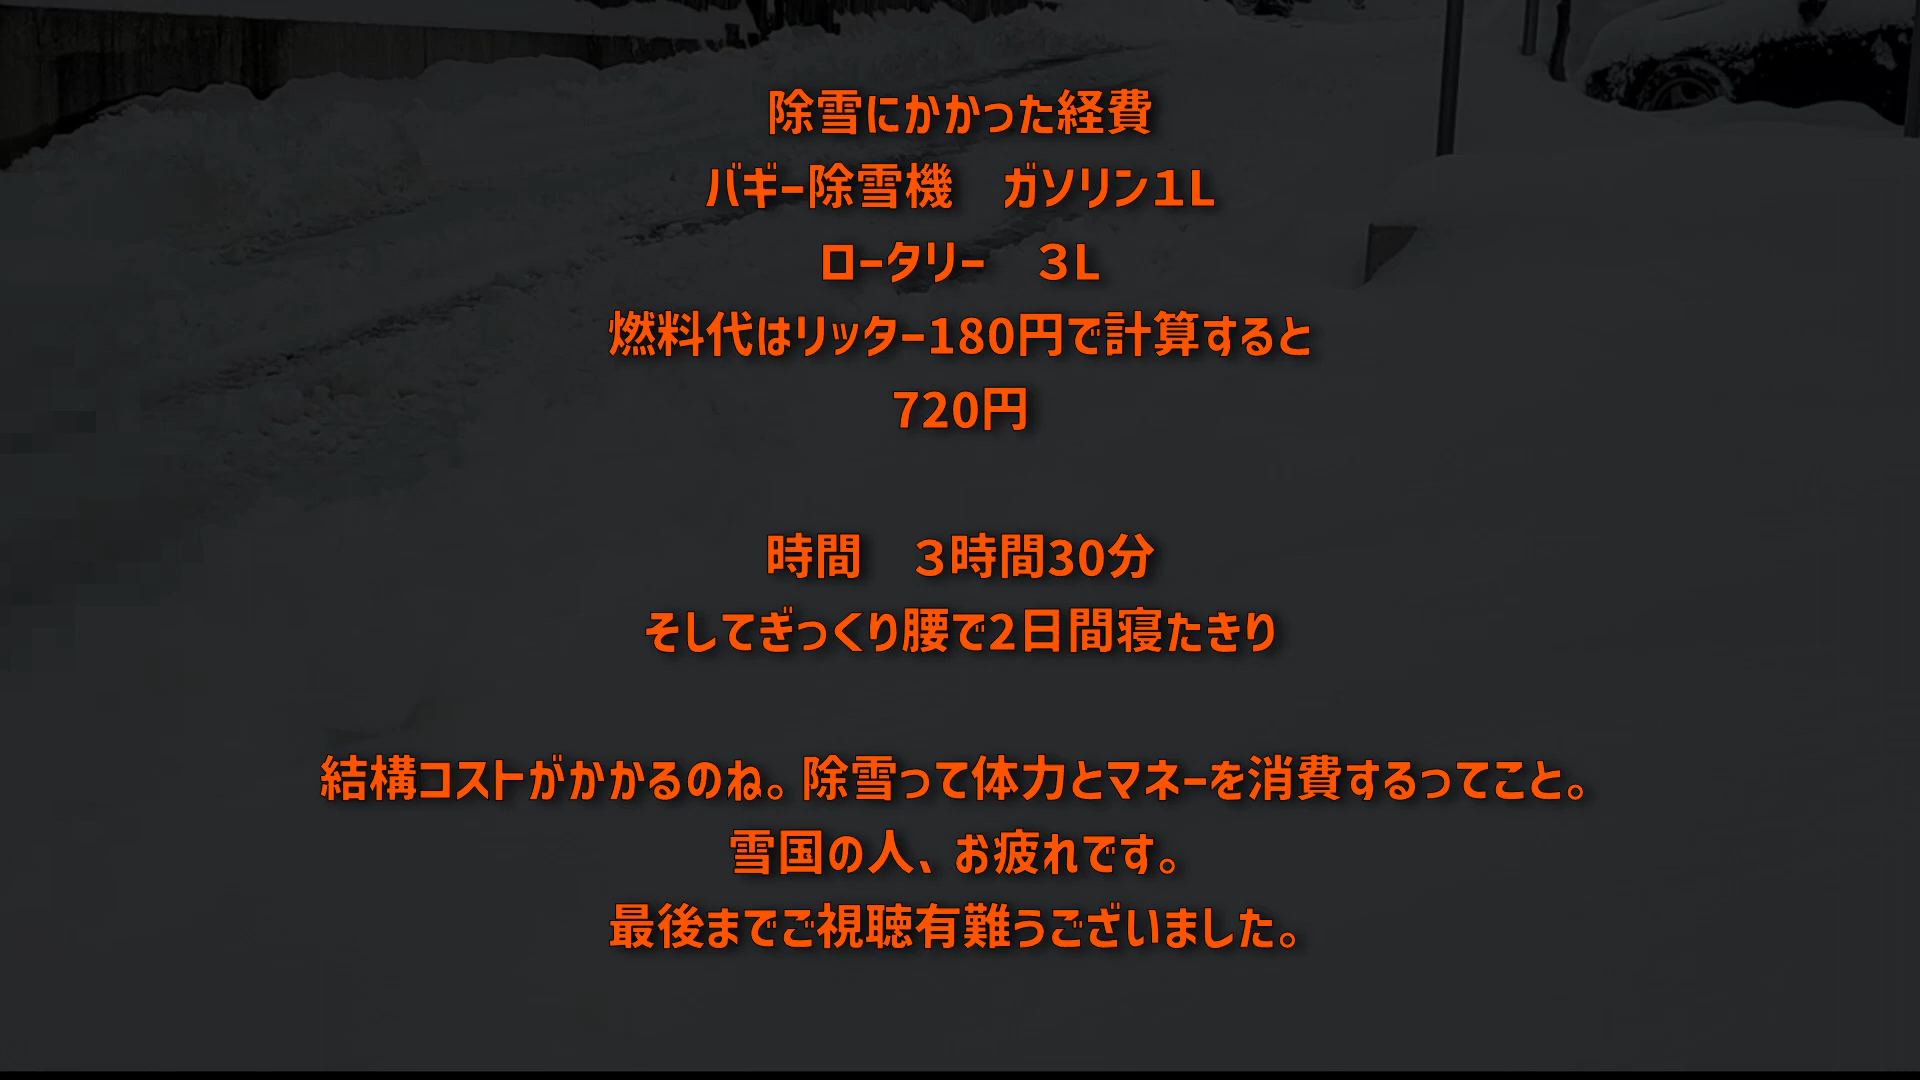 除雪にかかった経費
バギー除雪機　ガソリン１L
ロータリー　３L
燃料代はリッター180円で計算すると
720円
時間　３時間30分
そしてぎっくり腰で2日間寝たきり
結構コストがかかるのね。除雪って体力とマネーを消費するってこと。
雪国の人、お疲れです。
最後までご視聴有難うございました。